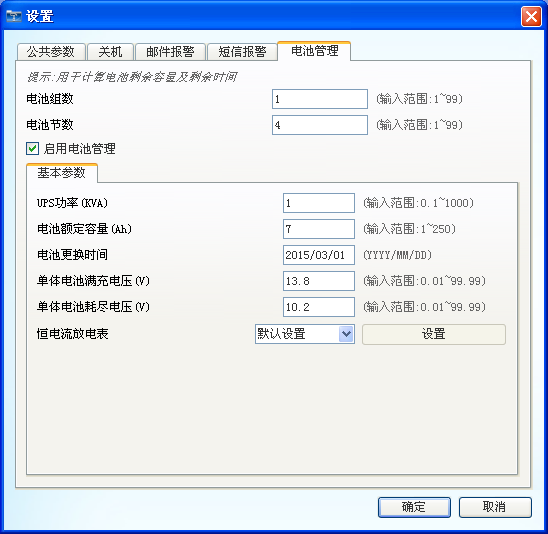 设置
公共参数 关机 邮件报警 短信报警 电池管理
提示:用于计算电池剩余容量及剩余时间
电池组数 1 (输入范围:1~99)
电池节数 4 (输入范围:1~99)
启用电池管理
基本参数
UPS功率(KVA) 1 (输入范围:0.1~1000)
电池额定容量(Ah) 7 (输入范围:1~250)
电池更换时间 2015/03/01 (YYYY/MM/DD)
单体电池满充电压(V) 13.8 (输入范围:0.01~99.99)
单体电池耗尽电压(V) 10.2 (输入范围:0.01~99.99)
恒电流放电表 默认设置 设置
确定 取消